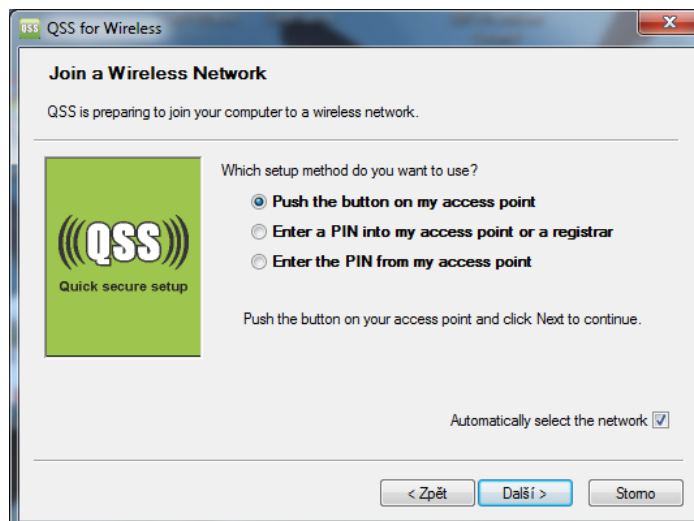 QSS QSS for Wireless
Join a Wireless Network
QSS is preparing to join your computer to a wireless network.
Which setup method do you want to use?
Push the button on my access point
Enter a PIN into my access point or a registrar
Enter the PIN from my access point
(((QSS)))
Quick secure setup
Push the button on your access point and click Next to continue.
Automatically select the network
< Zpět Další > Storno